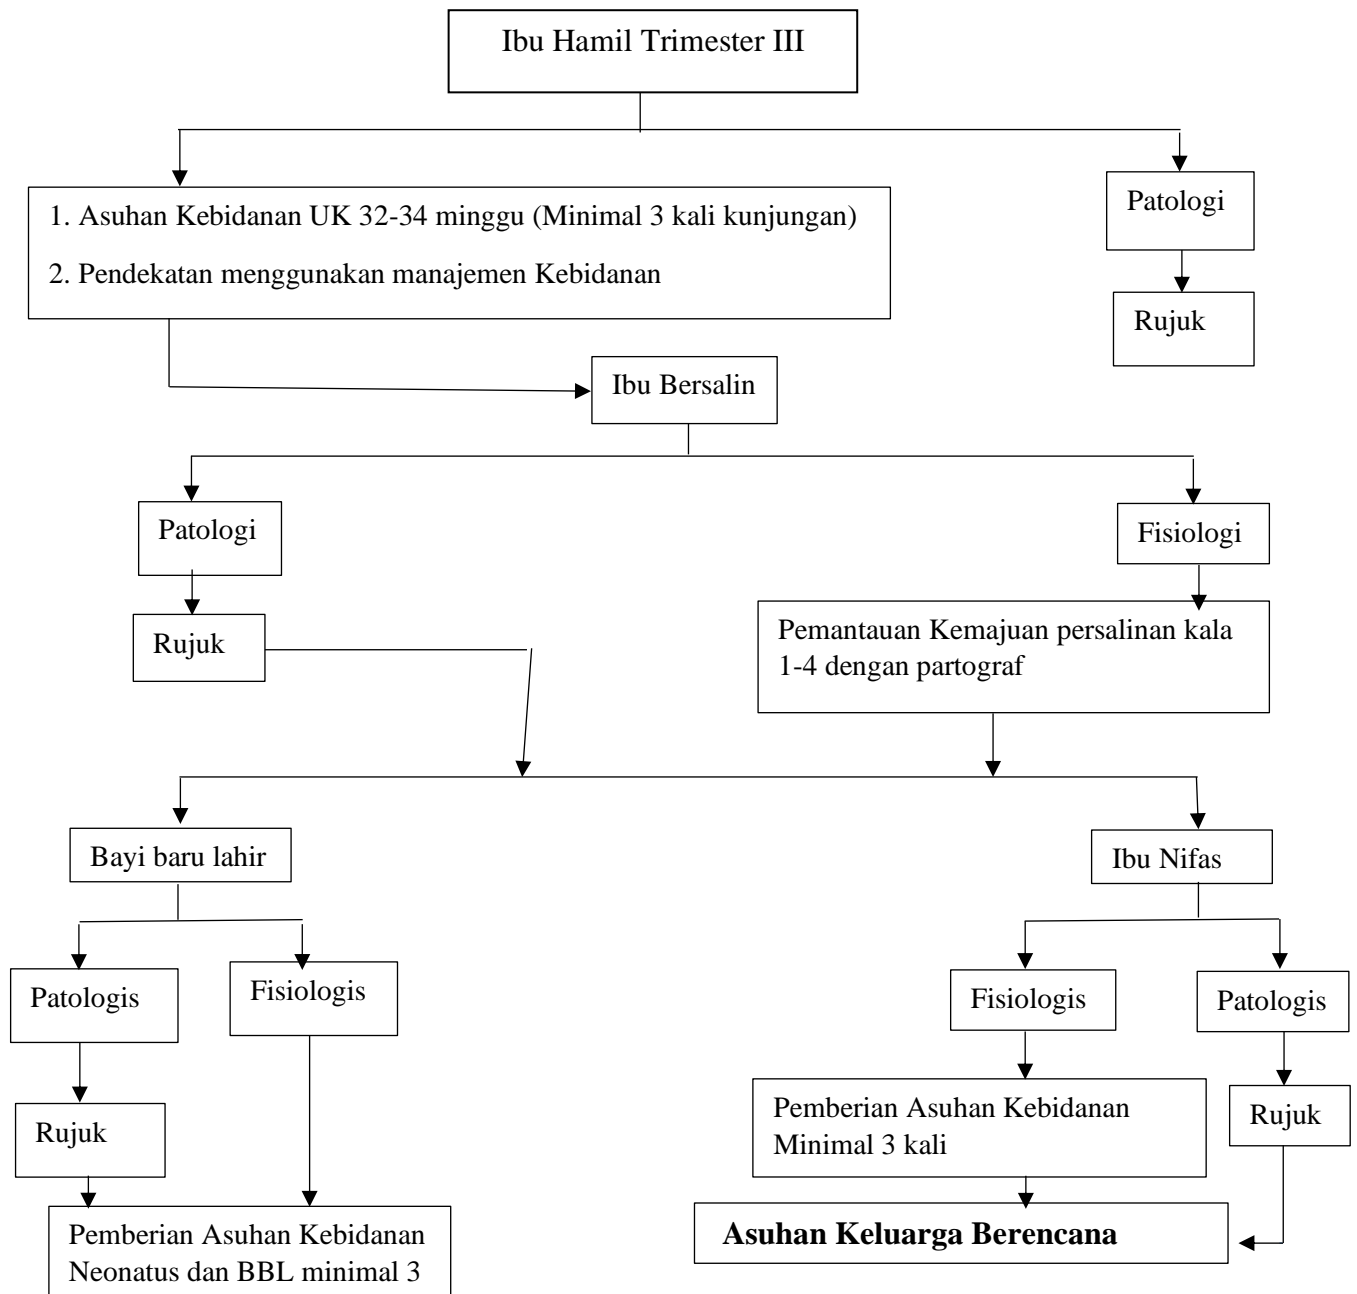 Ibu Hamil Trimester III
1. Asuhan Kebidanan UK 32-34 minggu (Minimal 3 kali kunjungan)
2. Pendekatan menggunakan manajemen Kebidanan
Patologi
Rujuk
Ibu Bersalin
Patologi
Fisiologi
Rujuk
Pemantauan Kemajuan persalinan kala
1-4 dengan partograf
Bayi baru lahir
Ibu Nifas
Patologis
Fisiologis
Fisiologis
Patologis
Rujuk
Pemberian Asuhan Kebidanan
Minimal 3 kali
Rujuk
Pemberian Asuhan Kebidanan
Neonatus dan BBL minimal 3
Asuhan Keluarga Berencana